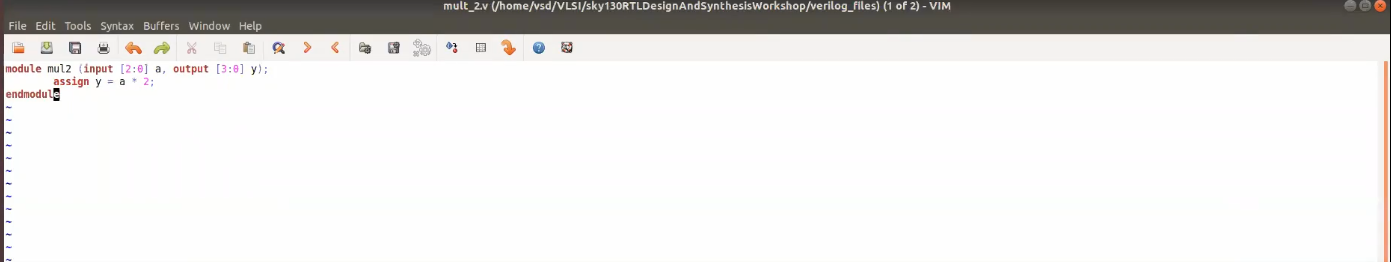 mult_2.v (/home/vsd/VLSI/sky130RTLDesignAndSynthesisWorkshop/verilog_files) (1 of 2) - VIM
File Edit Tools Syntax Buffers Window Help
module mul2 (input [2:0] a, output [3:0] y);
assign y = a * 2;
endmodule
~
~
~
~
~
~
~
~
~
~
~
~
~